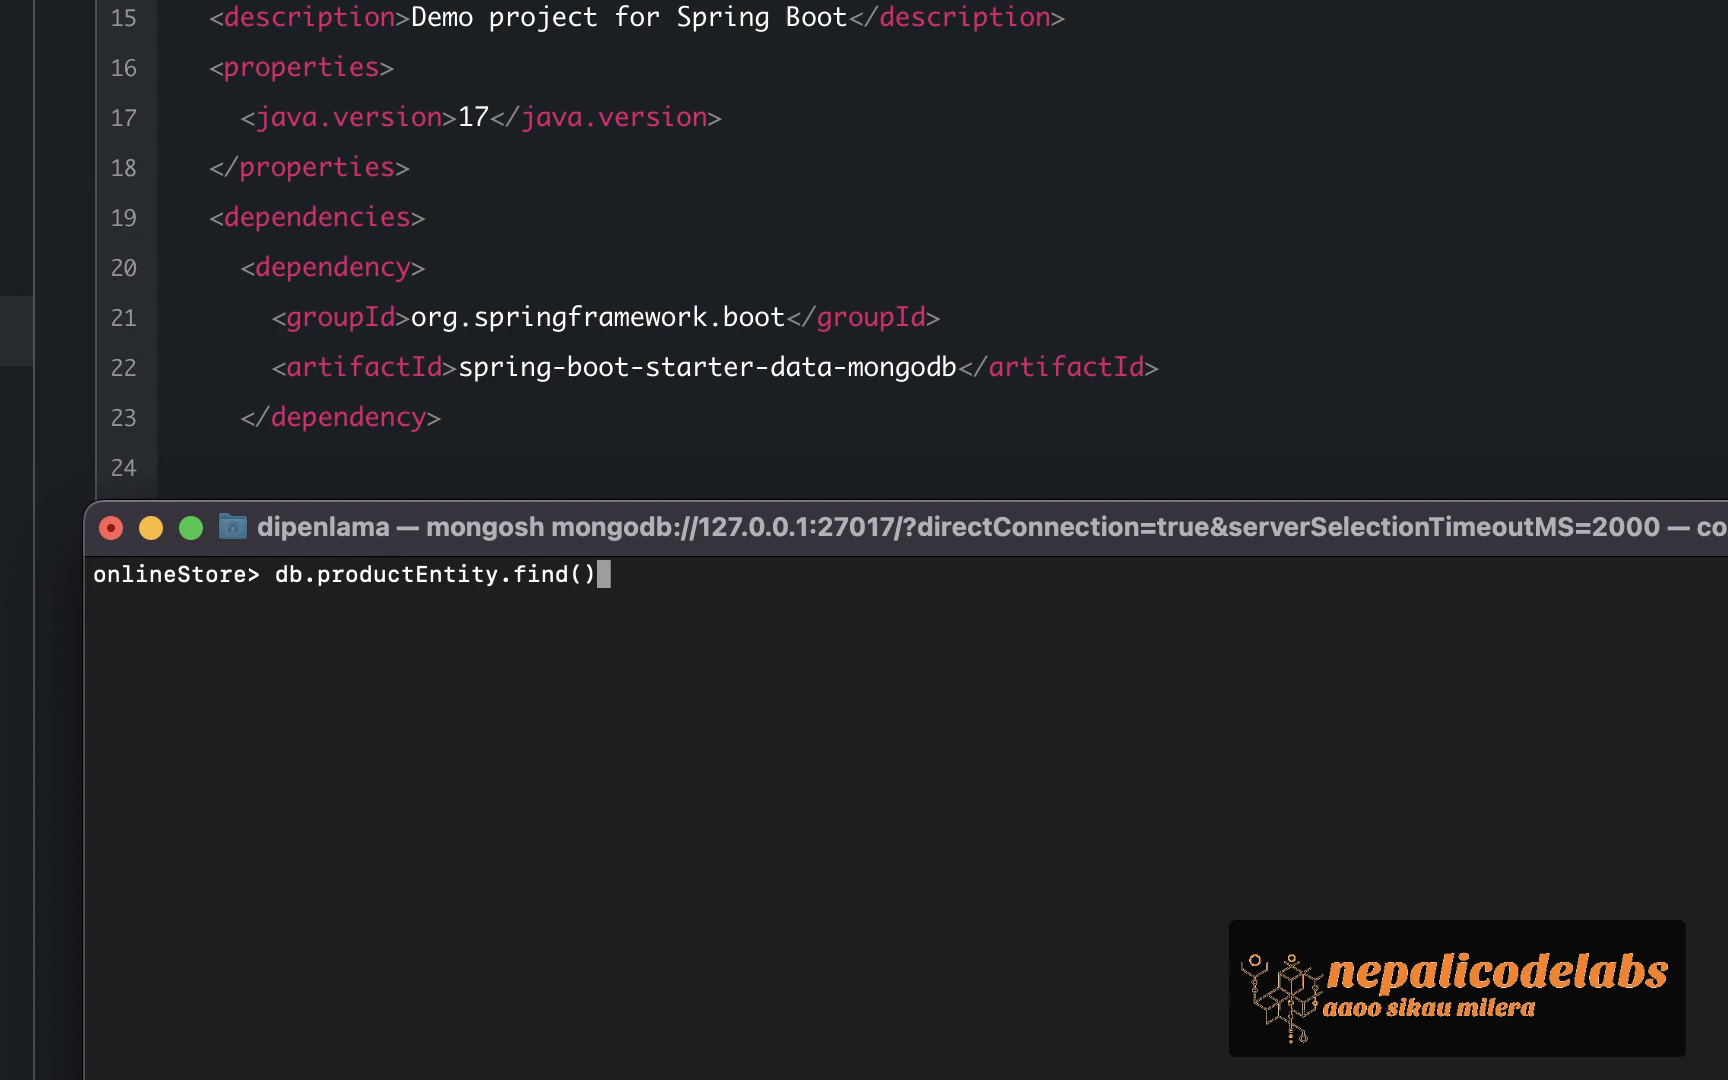 15 <description>Demo project for Spring Boot</description>
16 <properties>
17 <java.version>17</java.version>
18 </properties>
19 <dependencies>
20 <dependency>
21 <groupId>org.springframework.boot</groupId>
22 <artifactId>spring-boot-starter-data-mongodb</artifactId>
23 </dependency>
24
dipenlama — mongosh mongodb://127.0.0.1:27017/?directConnection=true&serverSelectionTimeoutMS=2000 — co
onlineStore> db.productEntity.find()
nepalicodelabs
aaoo sikau milera